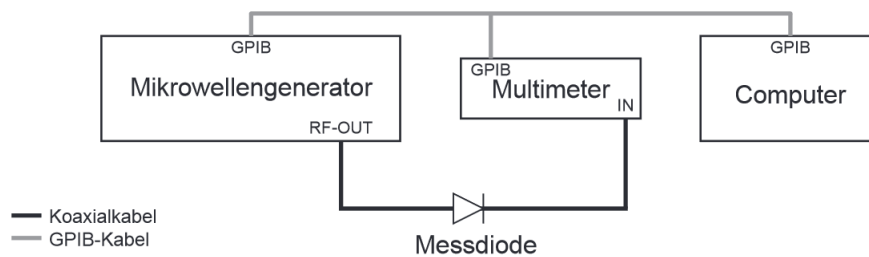 GPIB
Mikrowellengenerator
RF-OUT
GPIB
Multimeter
IN
GPIB
Computer
Messdiode
Koaxialkabel
GPIB-Kabel